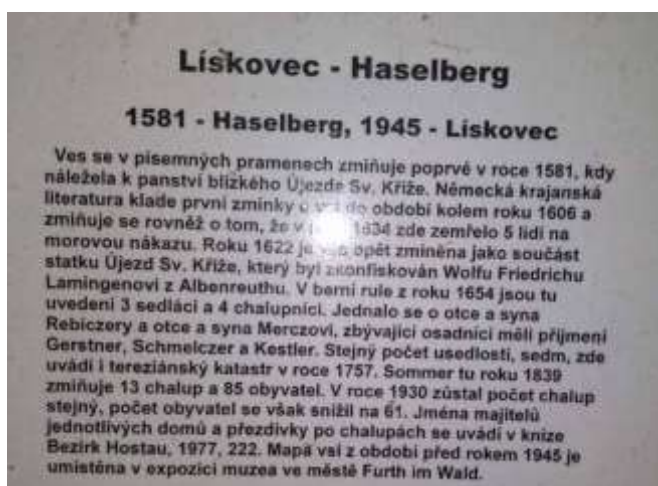 Lískovec - Haselberg
1581 - Haselberg, 1945 - Lískovec
Ves se v písemných pramenech zmiňuje poprvé v roce 1581, kdy
náležela k panství blízkého Újezda Sv. Kříže. Německá krajanská
literatura klade první zmínky o vsi do období kolem roku 1606 a
zmiňuje se rovněž o tom, že v 1634 zde zemřelo 5 lidí na
morovou nákazu. Roku 1622 je opět zmíněna jako součást
statku Újezd Sv. Kříže, který byl zkonfiskován Wolfu Friedrichu
Lamingenovi z Albenreuthu. V berní rule z roku 1654 jsou tu
uvedeni 3 sedláci a 4 chalupníci. Jednalo se o otce a syna
Rebiczery a otce a syna Merczovi, zbývající osadníci měli příjmení
Gerstner, Schmelczer a Kestler. Stejný počet usedlostí, sedm, zde
uvádí i tereziánský katastr v roce 1757. Sommer tu roku 1839
zmiňuje 13 chalup a 85 obyvatel. V roce 1930 zůstal počet chalup
stejný, počet obyvatel se však snížil na 61. Jména majitelů
jednotlivých domů a přezdívky po chalupách se uvádí v knize
Bezirk Hostau, 1977, 222. Mapa vsi z období před rokem 1945 je
umístěna v expozici muzea ve městě Furth im Wald.